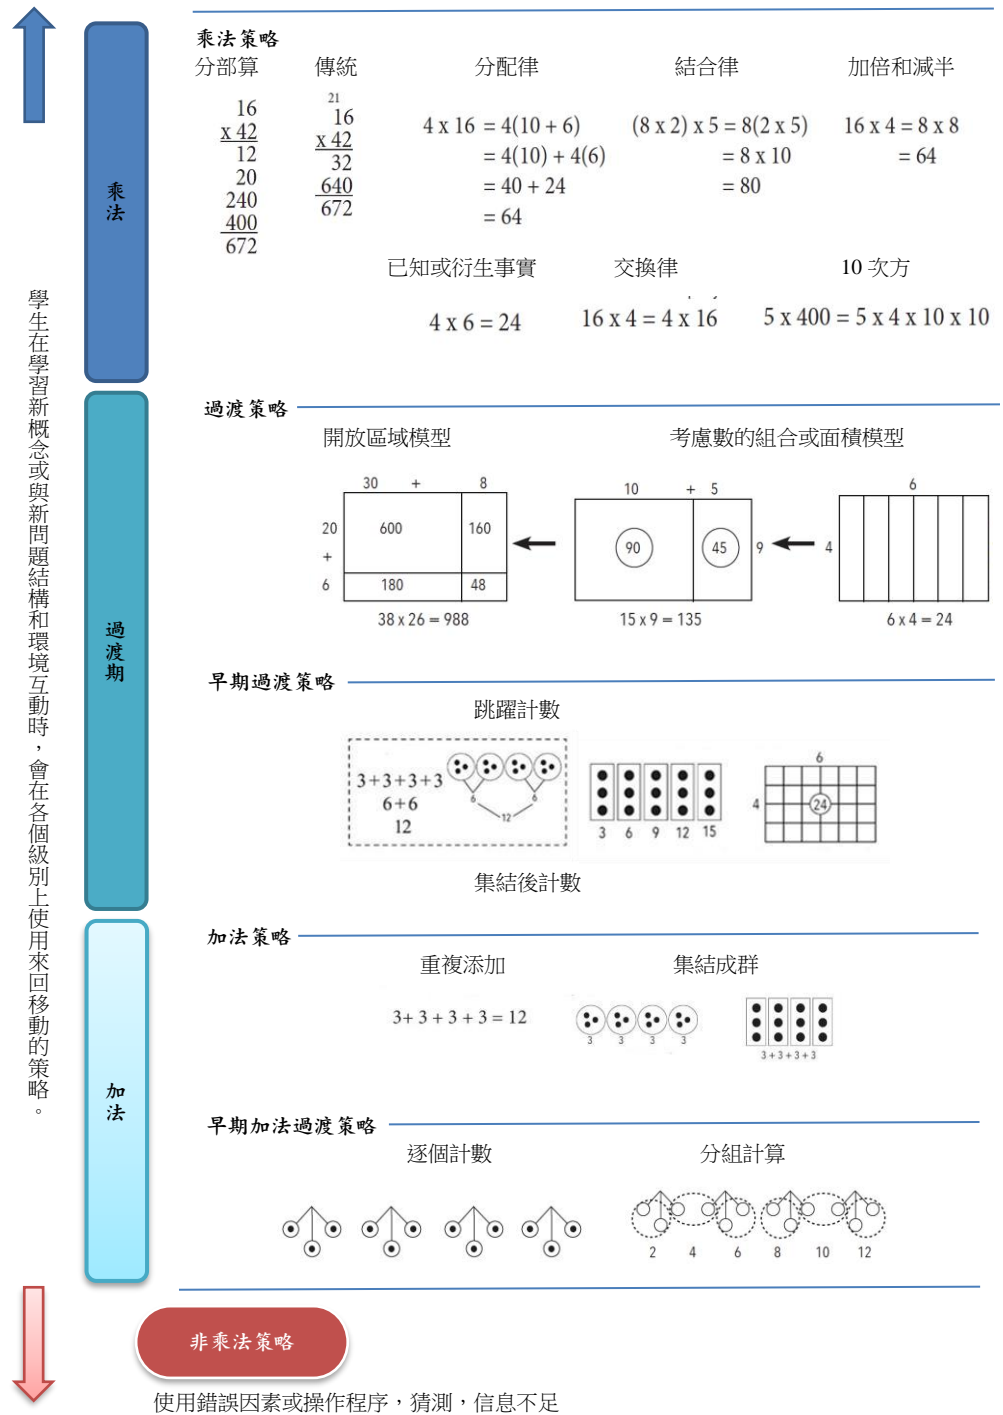 學生在學習新概念或與新問題結構和環境互動時，會在各個級別上使用來回移動的策略。
乘法
乘法策略
分部算 傳統 分配律 結合律 加倍和減半
16
x 42
12
20
240
400
672
21
16
x 42
32
640
672
4 x 16 = 4(10 + 6)
= 4(10) + 4(6)
= 40 + 24
= 64
(8 x 2) x 5 = 8(2 x 5)
= 8 x 10
= 80
16 x 4 = 8 x 8
= 64
已知或衍生事實 交換律 10 次方
4 x 6 = 24 16 x 4 = 4 x 16 5 x 400 = 5 x 4 x 10 x 10
過渡期
過渡策略
開放區域模型 考慮數的組合或面積模型
30 + 8
20 600 160
+
6 180 48
38 x 26 = 988
10 + 5
90 45 9
15 x 9 = 135
6
4
6 x 4 = 24
早期過渡策略
跳躍計數
3+3+3+3
6+6
12
6 6
12
3 6 9 12 15
6
4 24
集結後計數
加法
加法策略
重複添加 集結成群
3+ 3 + 3 + 3 = 12
3 3 3 3
3 + 3 + 3 + 3
早期加法過渡策略
逐個計數 分組計算
2 4 6 8 10 12
非乘法策略
使用錯誤因素或操作程序，猜測，信息不足